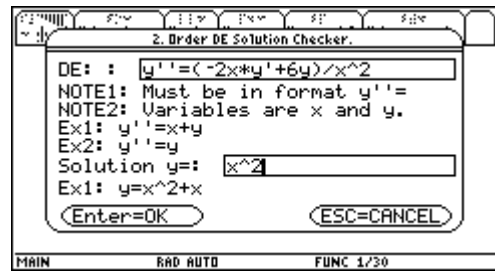 2. Order DE Solution Checker.
DE: : y''=(-2x*y'+6y)/x^2
NOTE1: Must be in format y''=
NOTE2: Variables are x and y.
Ex1: y''=x+y
Ex2: y''=y
Solution y=: x^2
Ex1: y=x^2+x
Enter=OK ESC=CANCEL
MAIN RAD AUTO FUNC 1/30